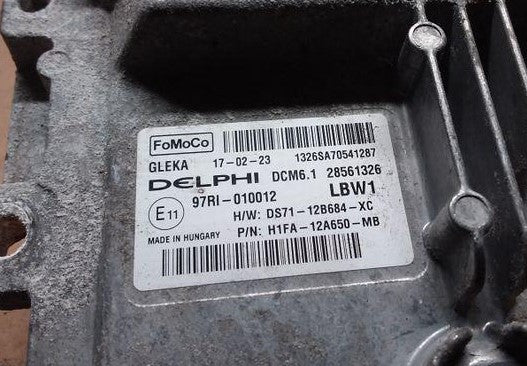 FoMoCo
GLEKA 17-02-23 1326SA70541287
DELPHI DCM6.1 28561326
97RI-010012 LBW1
E11 H/W: DS71-12B684-XC
MADE IN HUNGARY P/N: H1FA-12A650-MB